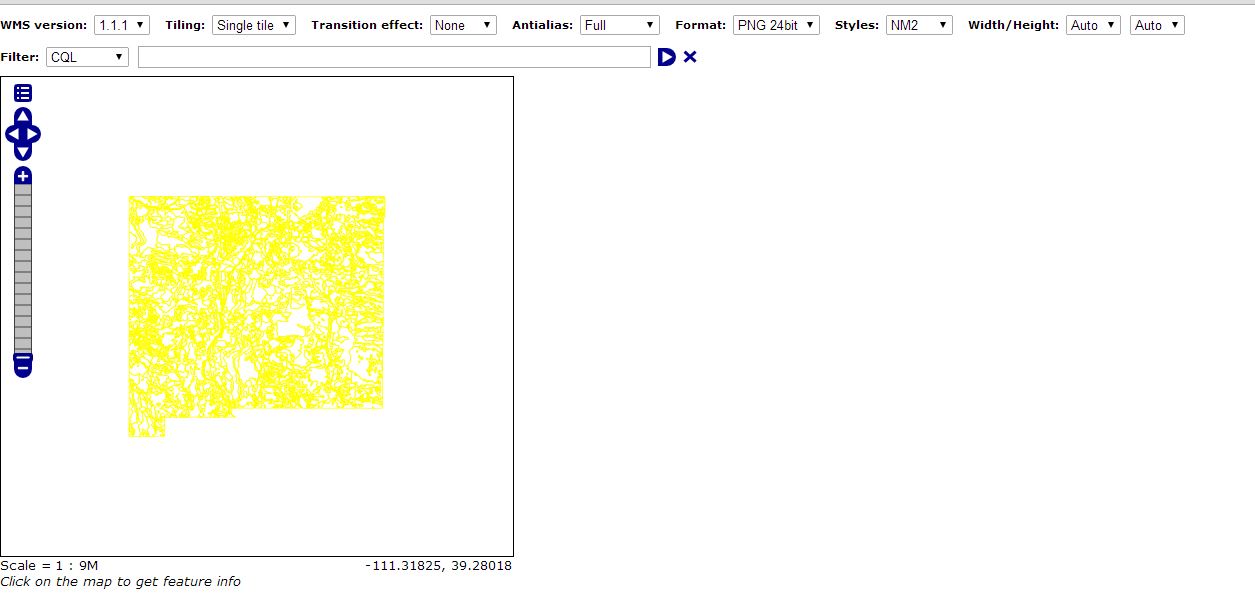 WMS version: 1.1.1 Tiling: Single tile Transition effect: None Antialias: Full Format: PNG 24bit Styles: NM2 Width/Height: Auto Auto
Filter: CQL
Scale = 1 : 9M -111.31825, 39.28018
Click on the map to get feature info